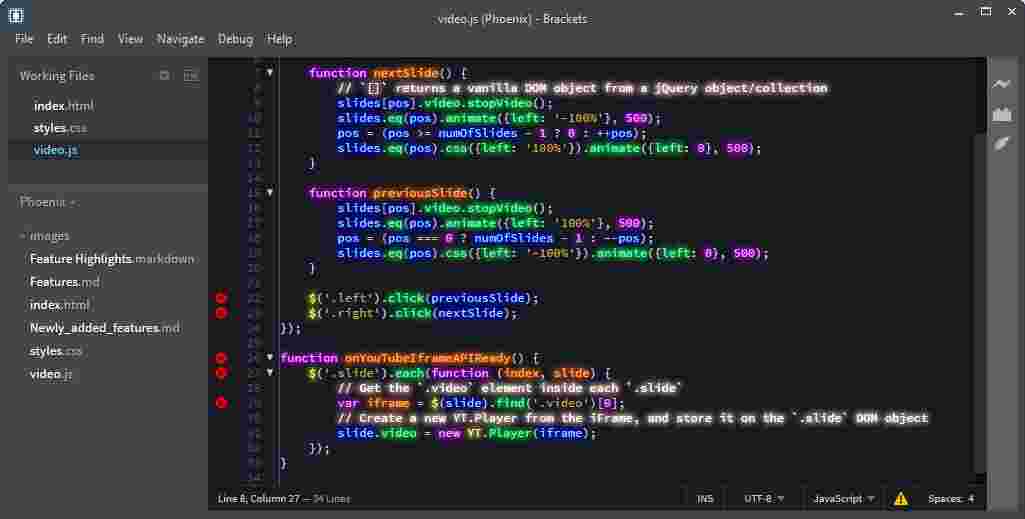 video.js (Phoenix) - Brackets
File Edit Find View Navigate Debug Help
Working Files
index.html
styles.css
video.js
Phoenix
images
Feature Highlights.markdown
Features.md
index.html
Newly_added_features.md
styles.css
video.js
7 function nextSlide() {
8 // `[]` returns a vanilla DOM object from a jQuery object/collection
9 slides[pos].video.stopVideo();
10 slides.eq(pos).animate({left: '-100%'}, 500);
11 pos = (pos >= numOfSlides - 1 ? 0 : ++pos);
12 slides.eq(pos).css({left: '100%'}).animate({left: 0}, 500);
13 }
14
15 function previousSlide() {
16 slides[pos].video.stopVideo();
17 slides.eq(pos).animate({left: '100%'}, 500);
18 pos = (pos === 0 ? numOfSlides - 1 : --pos);
19 slides.eq(pos).css({left: '-100%'}).animate({left: 0}, 500);
20 }
21
22 $('.left').click(previousSlide);
23 $('.right').click(nextSlide);
24 });
26 function onYouTubeIframeAPIReady() {
27 $('.slide').each(function (index, slide) {
28 // Get the `.video` element inside each `.slide`
29 var iframe = $(slide).find('.video')[0];
30 // Create a new YT.Player from the iframe, and store it on the `.slide` DOM object
31 slide.video = new YT.Player(iframe);
32 });
33 }
34
Line 8, Column 27 — 34 Lines
INS UTF-8 JavaScript Spaces: 4